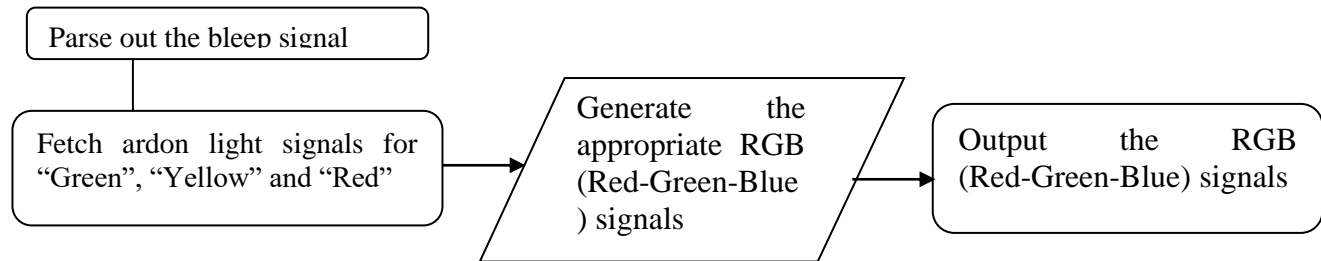 Parse out the bleep signal
Fetch ardon light signals for
“Green”, “Yellow” and “Red”
Generate the
appropriate RGB
(Red-Green-Blue
) signals
Output the RGB
(Red-Green-Blue) signals